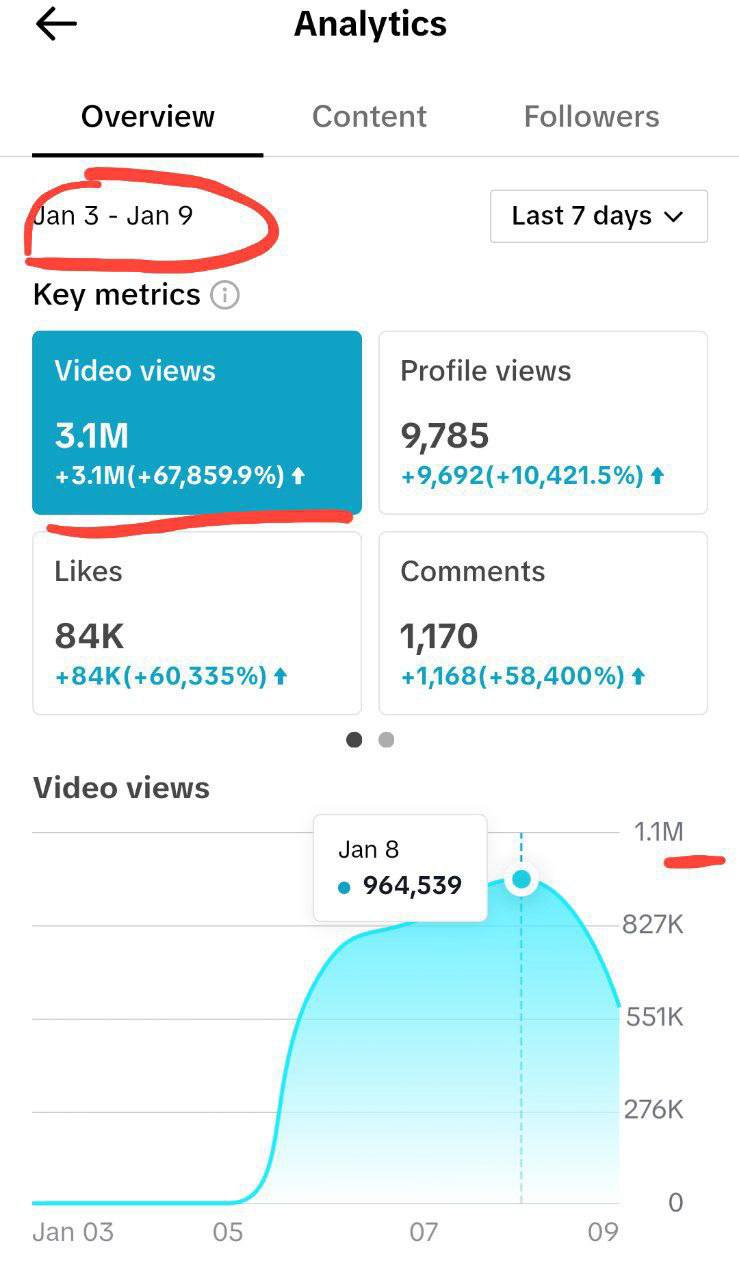 Analytics
Overview Content Followers
Jan 3 - Jan 9 Last 7 days
Key metrics
Video views Profile views
3.1M 9,785
+3.1M(+67,859.9%) +9,692(+10,421.5%)
Likes Comments
84K 1,170
+84K(+60,335%) +1,168(+58,400%)
Video views
1.1M
Jan 8
964,539
827K
551K
276K
0
Jan 03 05 07 09